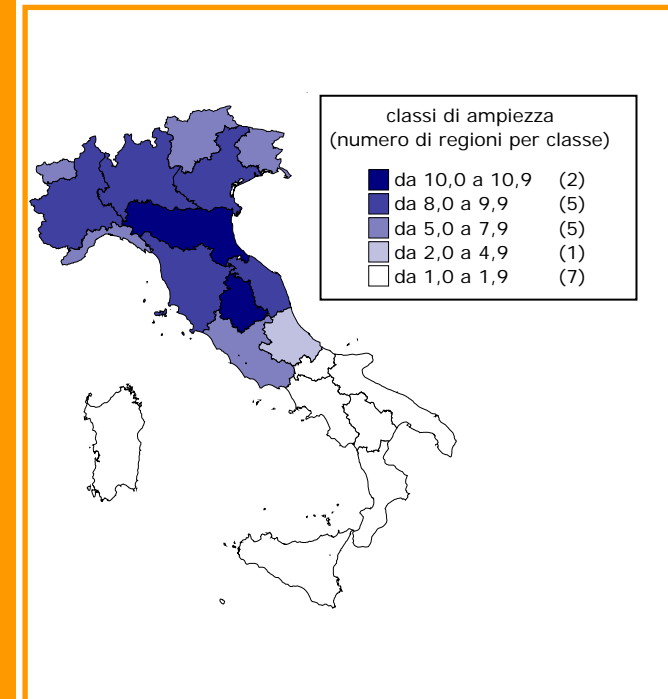 classi di ampiezza
(numero di regioni per classe)
da 10,0 a 10,9 (2)
da 8,0 a 9,9 (5)
da 5,0 a 7,9 (5)
da 2,0 a 4,9 (1)
da 1,0 a 1,9 (7)